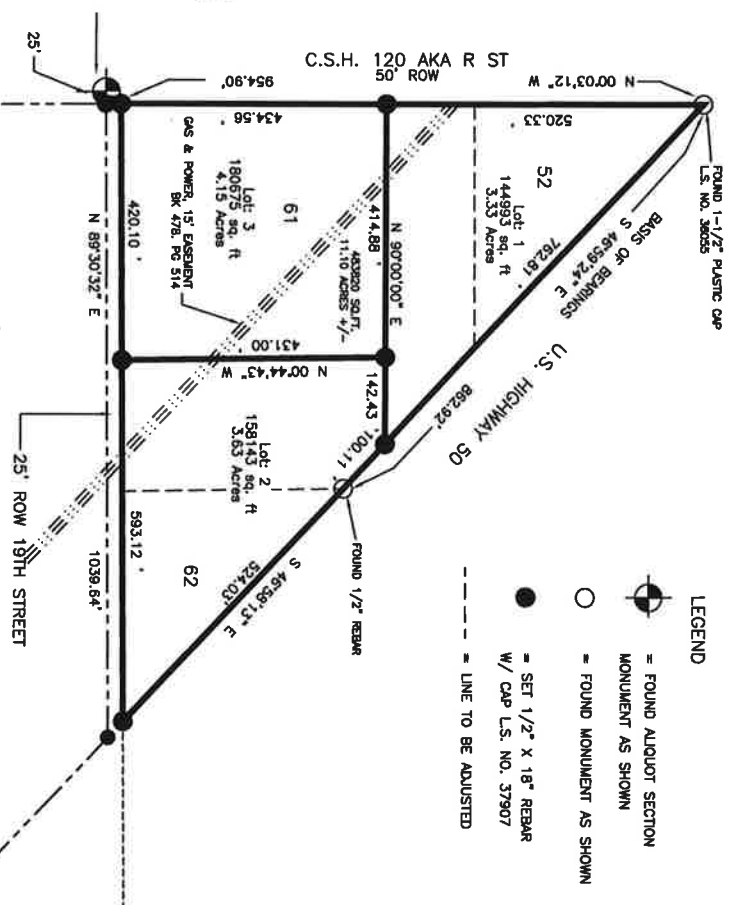 C.S.H. 120 AKA R ST
50' ROW
N 00°03'12" W
954.90'
434.56 '
520.33 '
25'
FOUND 1-1/2" PLASTIC CAP
L.S. NO. 38055
BASIS OF BEARINGS
S 46°59'24" E
762.81 '
862.92'
U.S. HIGHWAY 50
52
Lot: 1
144993 sq. ft
3.33 Acres
N 90°00'00" E
414.88 '
142.43 '
483820 SQ.FT.
11.10 ACRES +/-
61
Lot: 3
180675 sq. ft
4.15 Acres
GAS & POWER, 15' EASEMENT
BK 478, PG 514
431.00 '
N 00°44'43" W
100.11 '
FOUND 1/2" REBAR
Lot: 2
158143 sq. ft
3.63 Acres
62
524.03'
S 46°58'13" E
420.10 '
593.12 '
N 89°30'32" E
1039.64'
25' ROW 19TH STREET
LEGEND
= FOUND ALIQUOT SECTION
MONUMENT AS SHOWN
= FOUND MONUMENT AS SHOWN
= SET 1/2" X 18" REBAR
W/ CAP L.S. NO. 37907
= LINE TO BE ADJUSTED